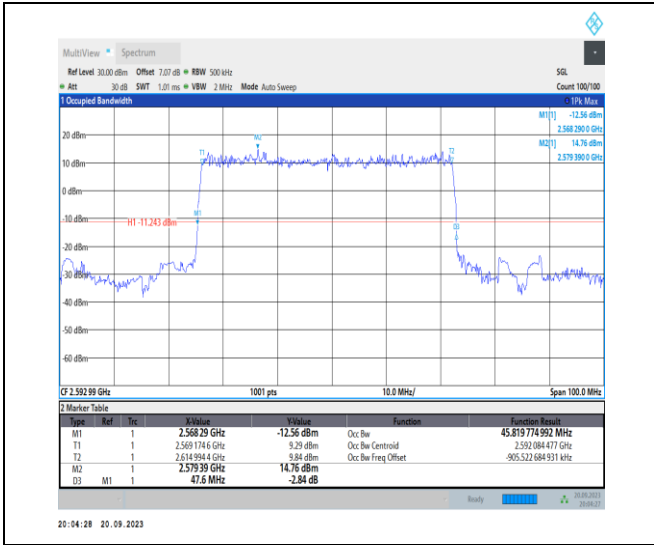 MultiView Spectrum
Ref Level 30.00 dBm Offset 7.07 dB RBW 500 kHz SGL
Att 30 dB SWT 1.01 ms VBW 2 MHz Mode Auto Sweep Count 100/100
1 Occupied Bandwidth 1Pk Max
M1[1] -12.56 dBm
2.568 290 0 GHz
M2[1] 14.76 dBm
2.579 390 0 GHz
20 dBm
M2
T1
T2
10 dBm
0 dBm
M1
-10 dBm
H1 -11.243 dBm
D3
-20 dBm
-30 dBm
-40 dBm
-50 dBm
-60 dBm
CF 2.592 99 GHz 1001 pts 10.0 MHz/ Span 100.0 MHz
2 Marker Table
Type Ref Trc X-Value Y-Value Function Function Result
M1 1 2.568 29 GHz -12.56 dBm Occ Bw 45.819 774 992 MHz
T1 1 2.569 174 6 GHz 9.29 dBm Occ Bw Centroid 2.592 084 477 GHz
T2 1 2.614 994 4 GHz 9.84 dBm Occ Bw Freq Offset -905.522 684 931 kHz
M2 1 2.579 39 GHz 14.76 dBm
D3 M1 1 47.6 MHz -2.84 dB
Ready 20.09.2023
20:04:27
20:04:28 20.09.2023